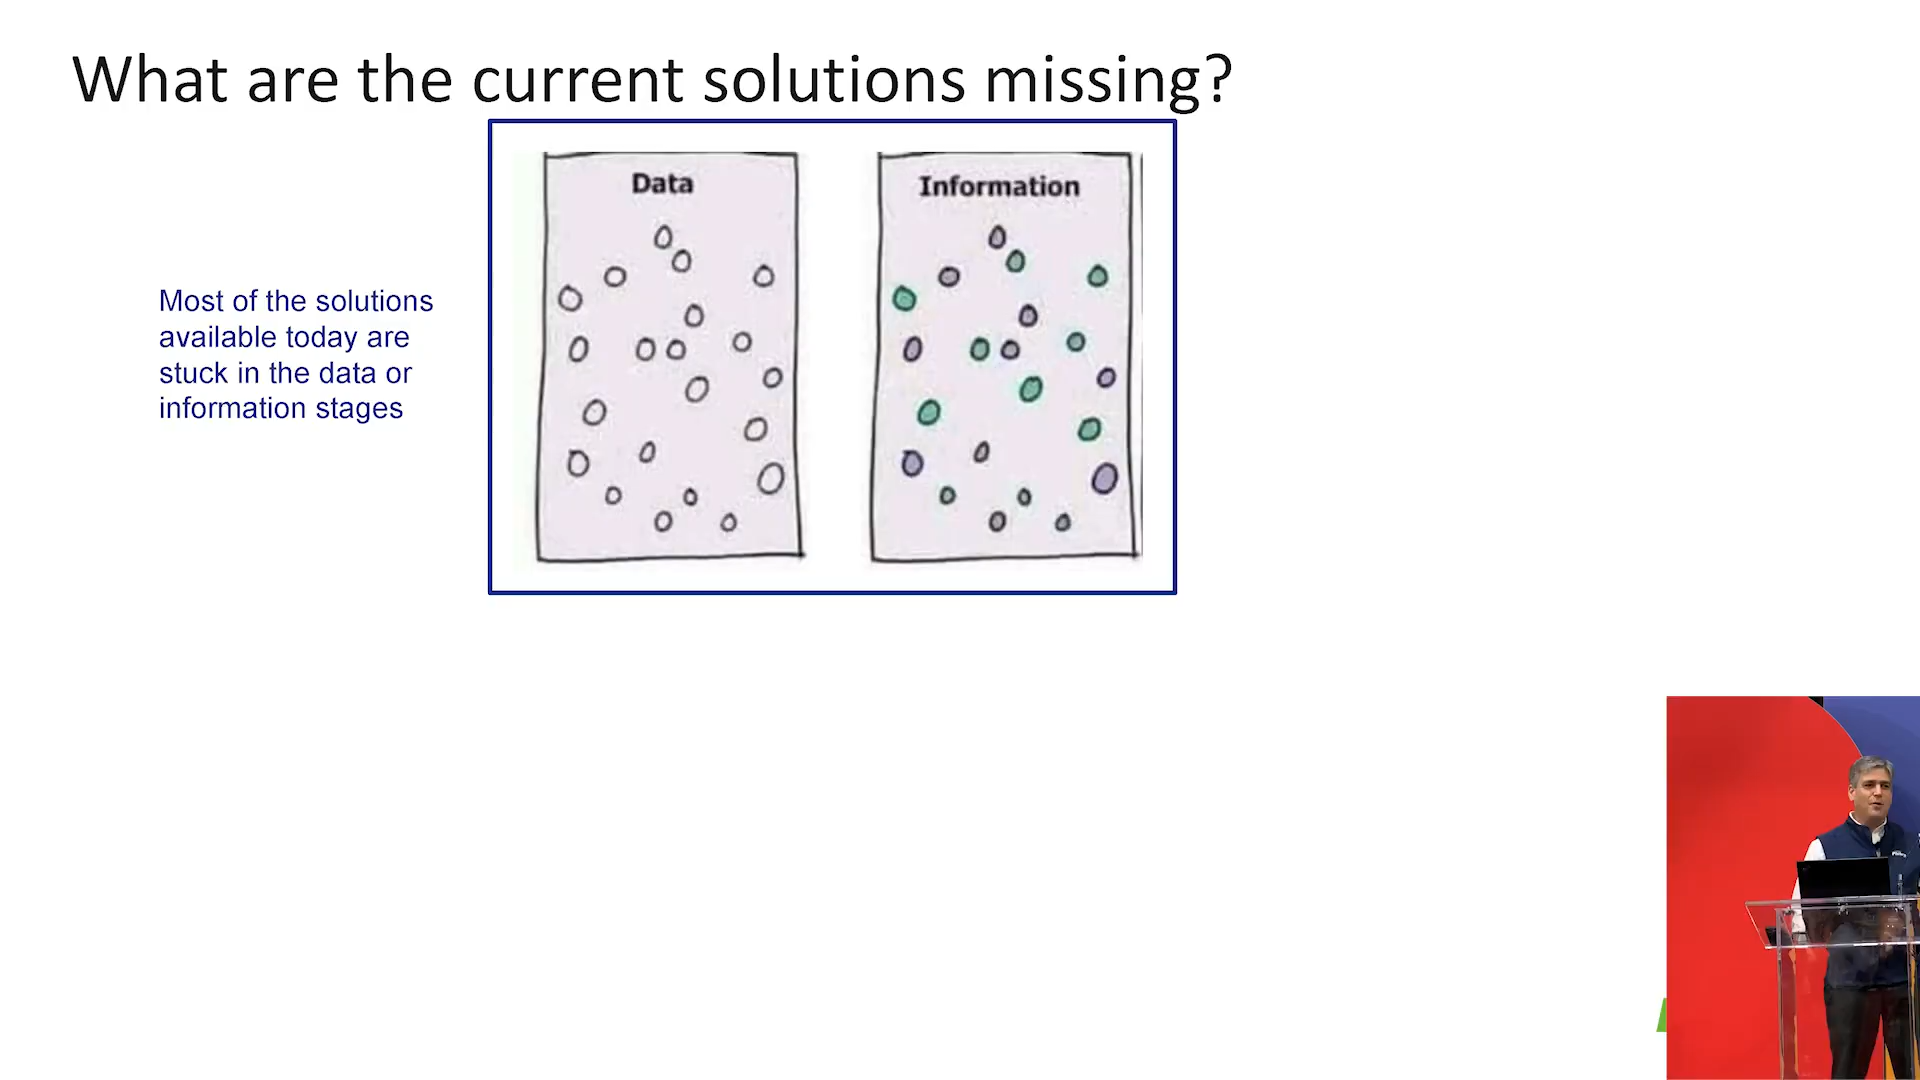 What are the current solutions missing?
Data
Information
Most of the solutions
available today are
stuck in the data or
information stages